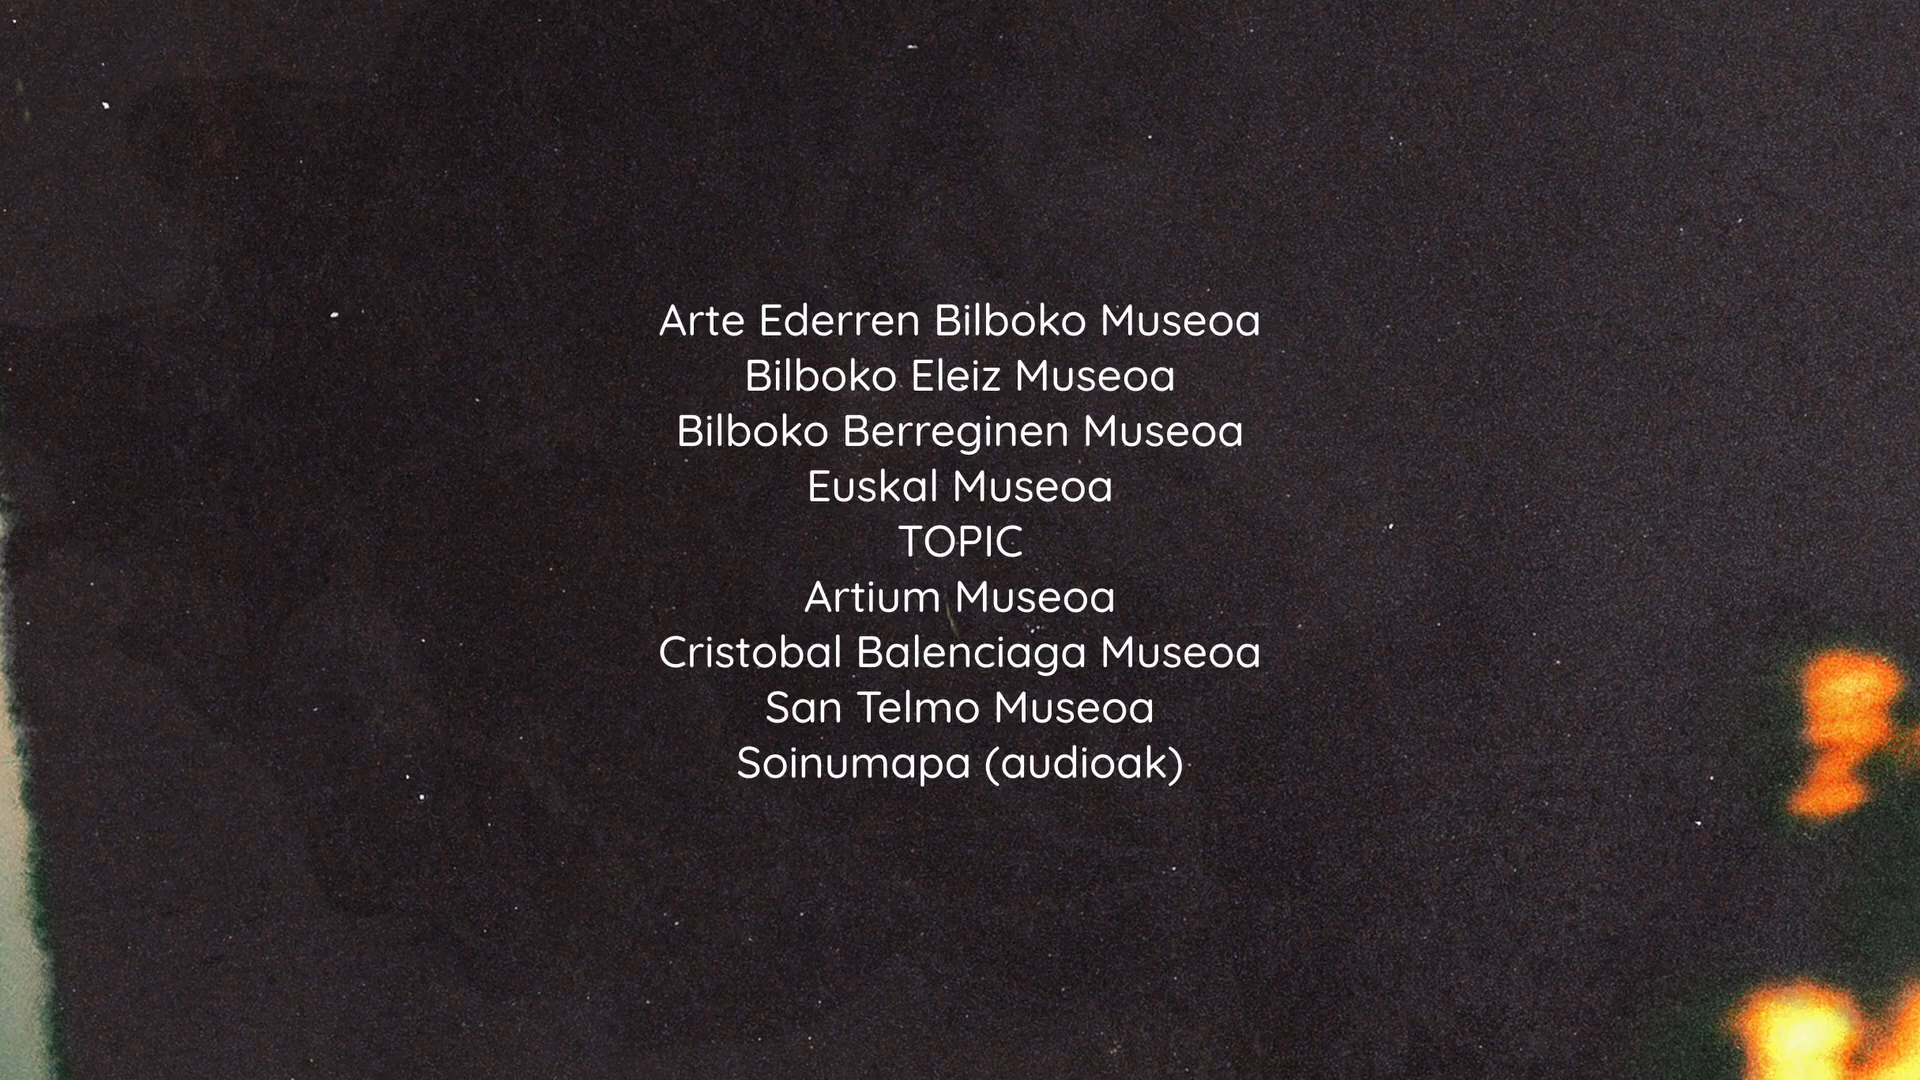 Arte Ederren Bilboko Museoa
Bilboko Eleiz Museoa
Bilboko Berreginen Museoa
Euskal Museoa
TOPIC
Artium Museoa
Cristobal Balenciaga Museoa
San Telmo Museoa
Soinumapa (audioak)